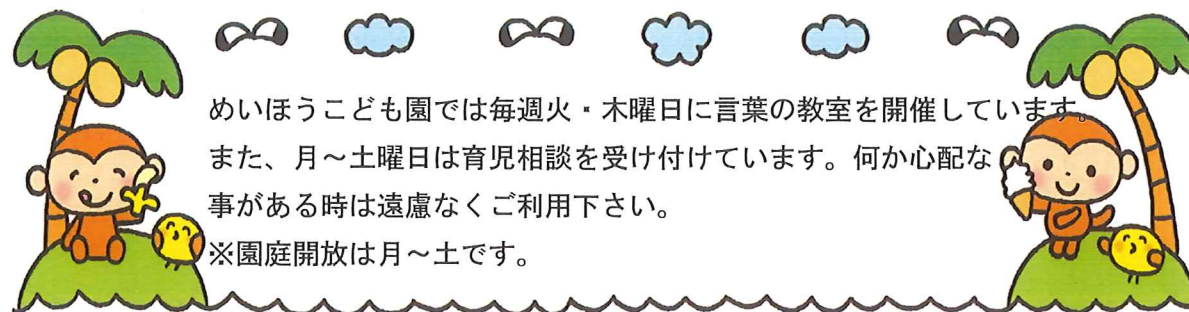 めいほうこども園では毎週火・木曜日に言葉の教室を開催しています。
また、月～土曜日は育児相談を受け付けています。何か心配な
事がある時は遠慮なくご利用下さい。
※園庭開放は月～土です。